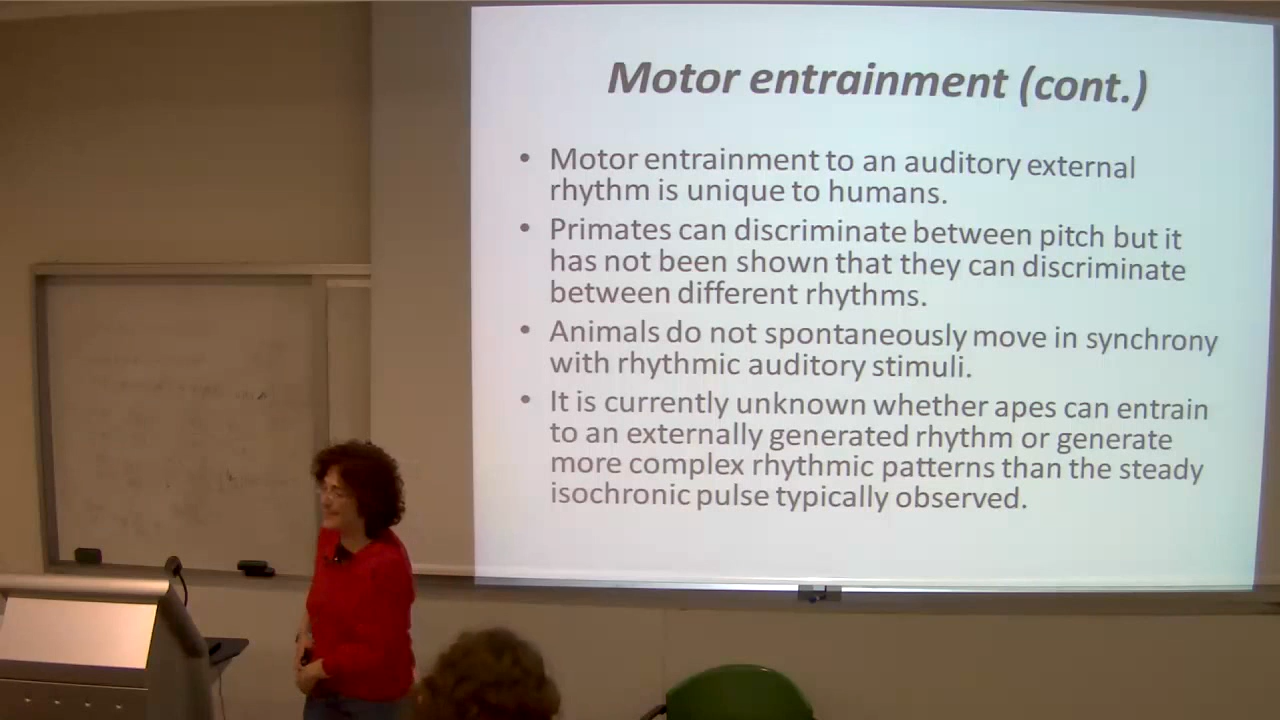 Motor entrainment (cont.)
• Motor entrainment to an auditory external
rhythm is unique to humans.
• Primates can discriminate between pitch but it
has not been shown that they can discriminate
between different rhythms.
• Animals do not spontaneously move in synchrony
with rhythmic auditory stimuli.
• It is currently unknown whether apes can entrain
to an externally generated rhythm or generate
more complex rhythmic patterns than the steady
isochronic pulse typically observed.